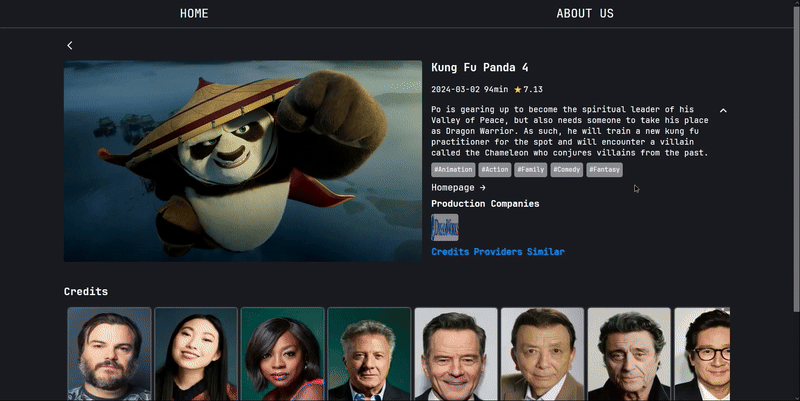 HOME
ABOUT US
Kung Fu Panda 4
2024-03-02 94min ★7.13
Po is gearing up to become the spiritual leader of his
Valley of Peace, but also needs someone to take his place
as Dragon Warrior. As such, he will train a new kung fu
practitioner for the spot and will encounter a villain
called the Chameleon who conjures villains from the past.
#Animation #Action #Family #Comedy #Fantasy
Homepage →
Production Companies
DreamWorks
Credits Providers Similar
Credits